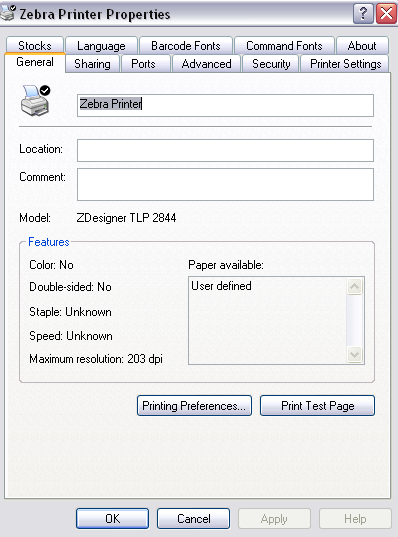 Zebra Printer Properties
?
Stocks Language Barcode Fonts Command Fonts About
General Sharing Ports Advanced Security Printer Settings
Zebra Printer
Location:
Comment:
Model: ZDesigner TLP 2844
Features
Color: No Paper available:
Double-sided: No User defined
Staple: Unknown
Speed: Unknown
Maximum resolution: 203 dpi
Printing Preferences... Print Test Page
OK Cancel Apply Help